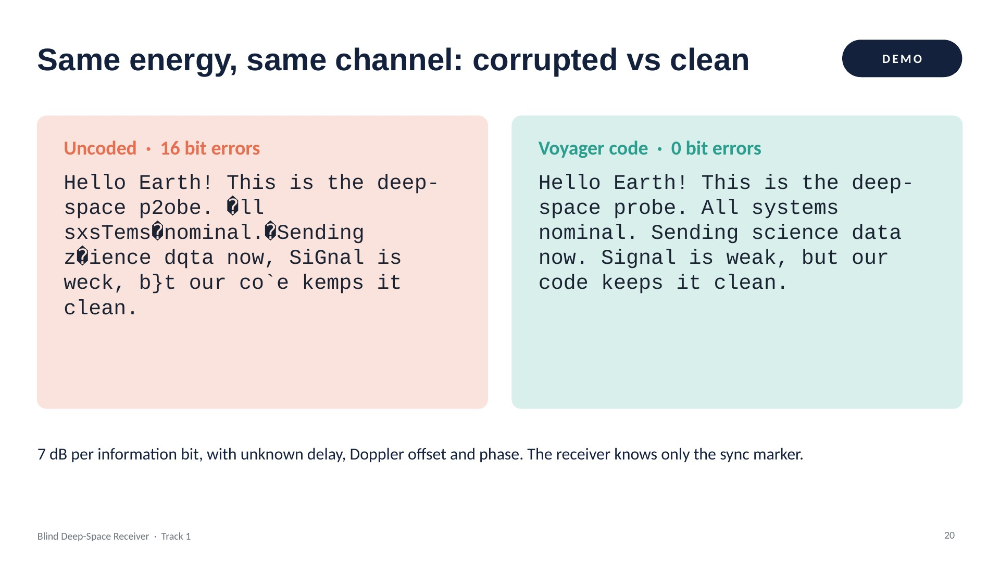 Same energy, same channel: corrupted vs clean
DEMO
Uncoded · 16 bit errors
Hello Earth! This is the deep-
space p2obe. �ll
sxsTems�nominal.�Sending
z�ience dqta now, SiGnal is
weck, b}t our co`e kemps it
clean.
Voyager code · 0 bit errors
Hello Earth! This is the deep-
space probe. All systems
nominal. Sending science data
now. Signal is weak, but our
code keeps it clean.
7 dB per information bit, with unknown delay, Doppler offset and phase. The receiver knows only the sync marker.
Blind Deep-Space Receiver · Track 1
20